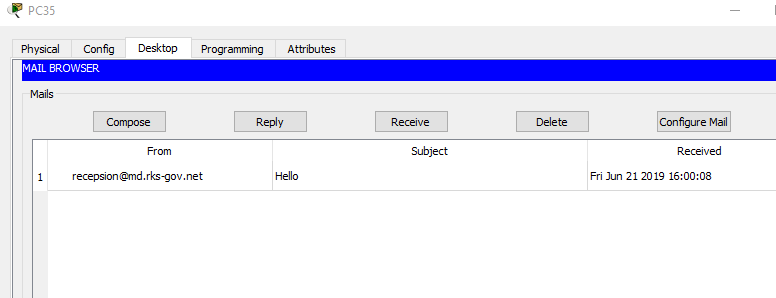 PC35
Physical Config Desktop Programming Attributes
MAIL BROWSER
Mails
Compose Reply Receive Delete Configure Mail
From Subject Received
1 recepsion@md.rks-gov.net Hello Fri Jun 21 2019 16:00:08